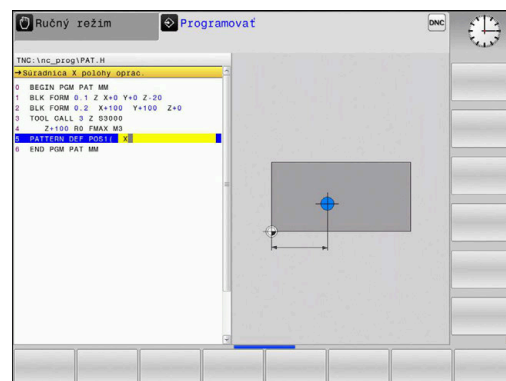 Ručný režim
Programovať
DNC
TNC:\nc_prog\PAT.H
→Súradnica X polohy oprac.
0 BEGIN PGM PAT MM
1 BLK FORM 0.1 Z X+0 Y+0 Z-20
2 BLK FORM 0.2 X+100 Y+100 Z+0
3 TOOL CALL 3 Z S3000
4 Z+100 R0 FMAX M3
5 PATTERN DEF POS1( X
6 END PGM PAT MM